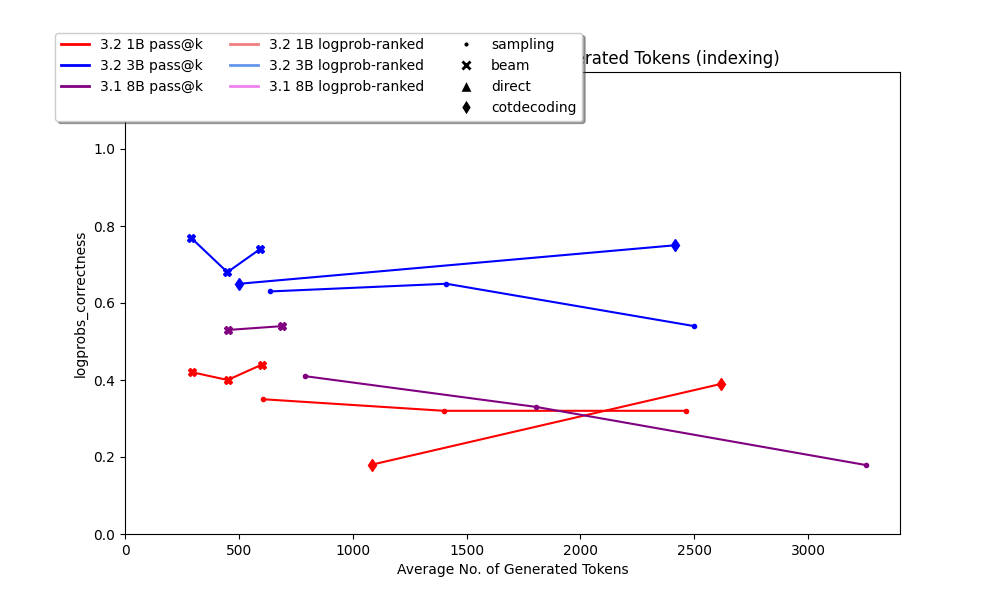 3.2 1B pass@k
3.2 3B pass@k
3.1 8B pass@k
3.2 1B logprob-ranked
3.2 3B logprob-ranked
3.1 8B logprob-ranked
sampling
beam
direct
cotdecoding
Tokens (indexing)
1.0
0.8
0.6
0.4
0.2
0.0
logprobs_correctness
0 500 1000 1500 2000 2500 3000
Average No. of Generated Tokens